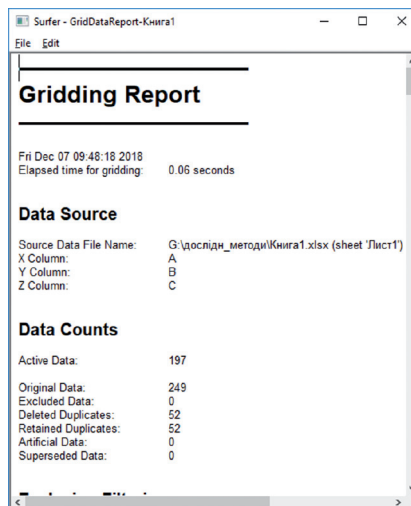 Surfer - GridDataReport-Книга1
File Edit
Gridding Report
Fri Dec 07 09:48:18 2018
Elapsed time for gridding: 0.06 seconds
Data Source
Source Data File Name: G:\дослідн_методи\Книга1.xlsx (sheet 'Лист1')
X Column: A
Y Column: B
Z Column: C
Data Counts
Active Data: 197
Original Data: 249
Excluded Data: 0
Deleted Duplicates: 52
Retained Duplicates: 52
Artificial Data: 0
Superseded Data: 0